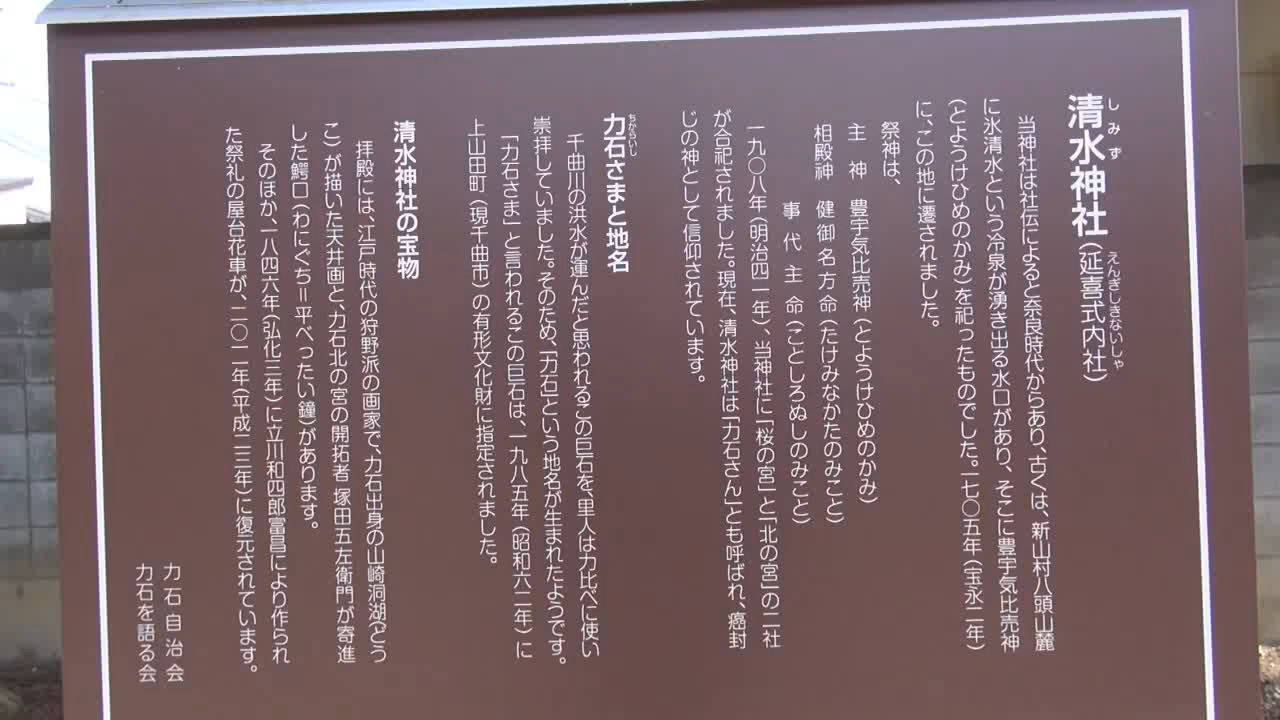 清水神社(延喜式内社)
しみず
えんぎしきないしゃ
当神社は社伝によると奈良時代からあり、古くは、新山村八頭山麓
に氷清水という冷泉が湧き出る水口があり、そこに豊宇気比売神
(とようけひめのかみ)を祀ったものでした。一七〇五年(宝永二年)
に、この地に遷されました。
祭神は、
主 神 豊宇気比売神(とようけひめのかみ)
相殿神 健御名方命(たけみなかたのみこと)
事代主命(ことしろぬしのみこと)
一九〇八年(明治四一年)、当神社に「桜の宮」と「北の宮」の二社
が合祀されました。現在、清水神社は「力石さん」とも呼ばれ、癌封
じの神として信仰されています。
力石さまと地名
ちからいし
千曲川の洪水が運んだと思われるこの巨石を、里人は力比べに使い
崇拝していました。そのため、「力石」という地名が生まれたようです。
「力石さま」と言われるこの巨石は、一九八五年(昭和六二年)に
上山田町(現千曲市)の有形文化財に指定されました。
清水神社の宝物
拝殿には、江戸時代の狩野派の画家で、力石出身の山崎洞湖(どう
こ)が描いた天井画と、力石北の宮の開拓者 塚田五左衛門が寄進
した鰐口(わにぐち=平べったい鐘)があります。
そのほか、一八四六年(弘化三年)に立川和四郎富昌により作られ
た祭礼の屋台花車が、二〇一一年(平成二三年)に復元されています。
力石自治会
力石を語る会